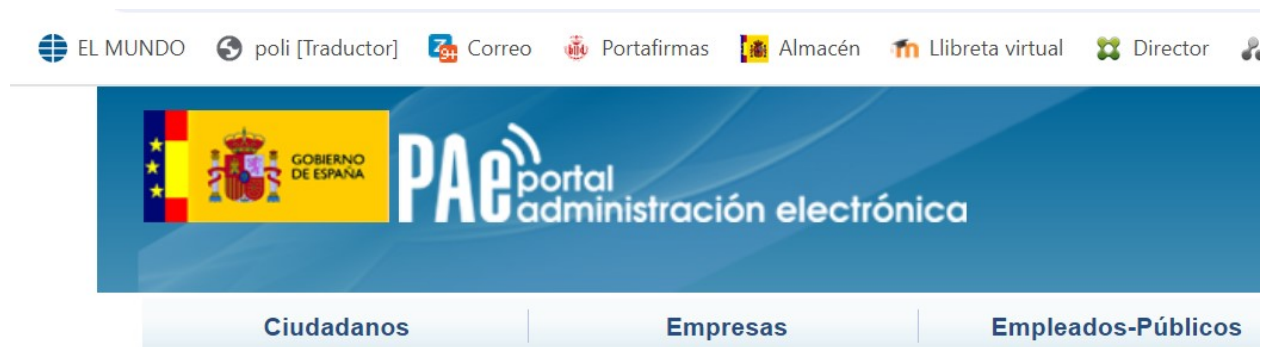 EL MUNDO poli [Traductor] Z 9+ Correo Portafirmas Almacén Llibreta virtual Director
GOBIERNO
DE ESPAÑA
PAe portal
administración electrónica
Ciudadanos Empresas Empleados-Públicos